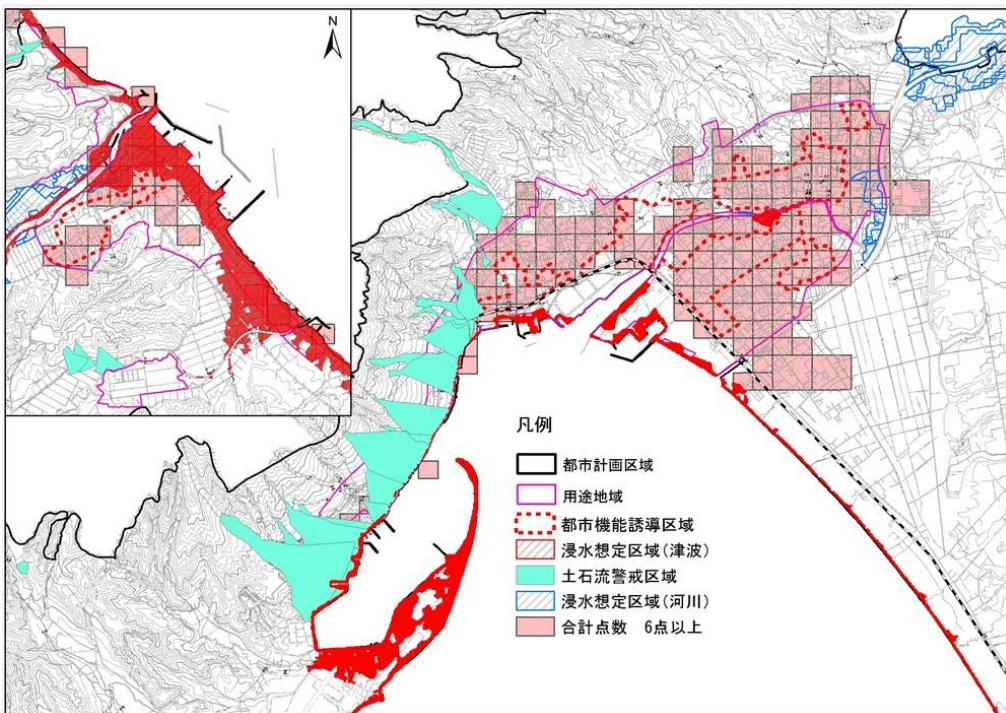 N
凡例
都市計画区域
用途地域
都市機能誘導区域
浸水想定区域(津波)
土石流警戒区域
浸水想定区域(河川)
合計点数 6点以上